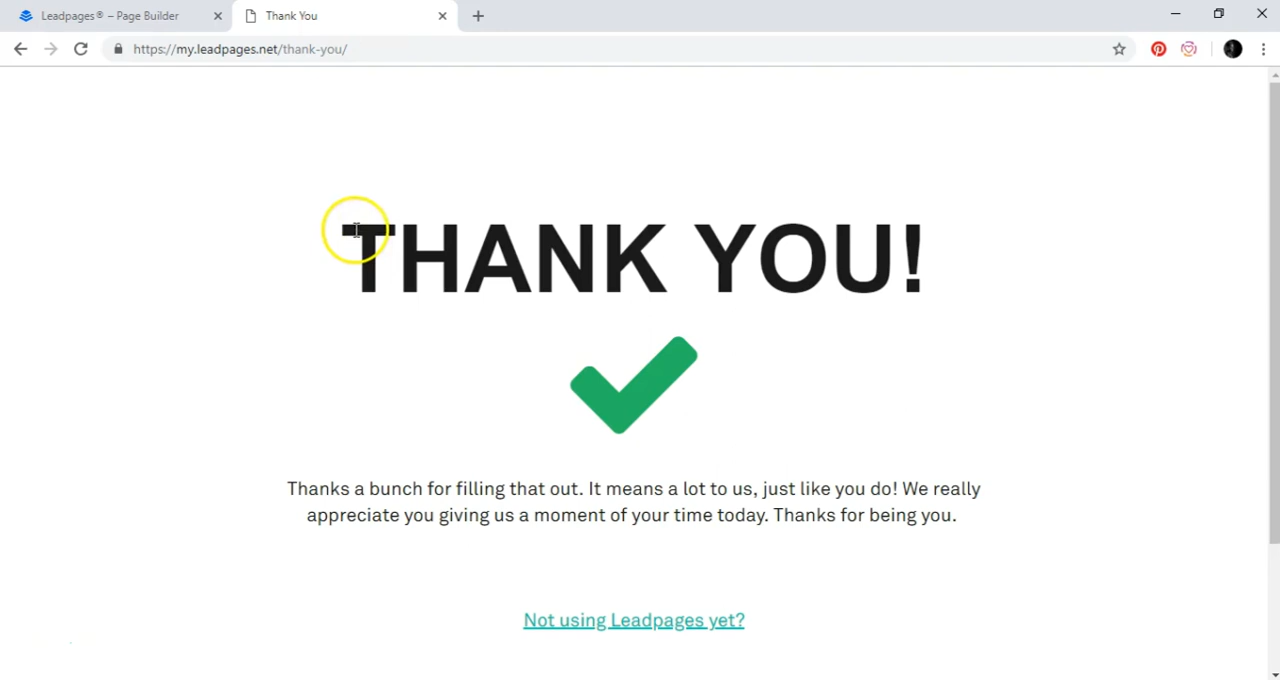 Leadpages® – Page Builder
Thank You
https://my.leadpages.net/thank-you/
THANK YOU!
Thanks a bunch for filling that out. It means a lot to us, just like you do! We really
appreciate you giving us a moment of your time today. Thanks for being you.
Not using Leadpages yet?